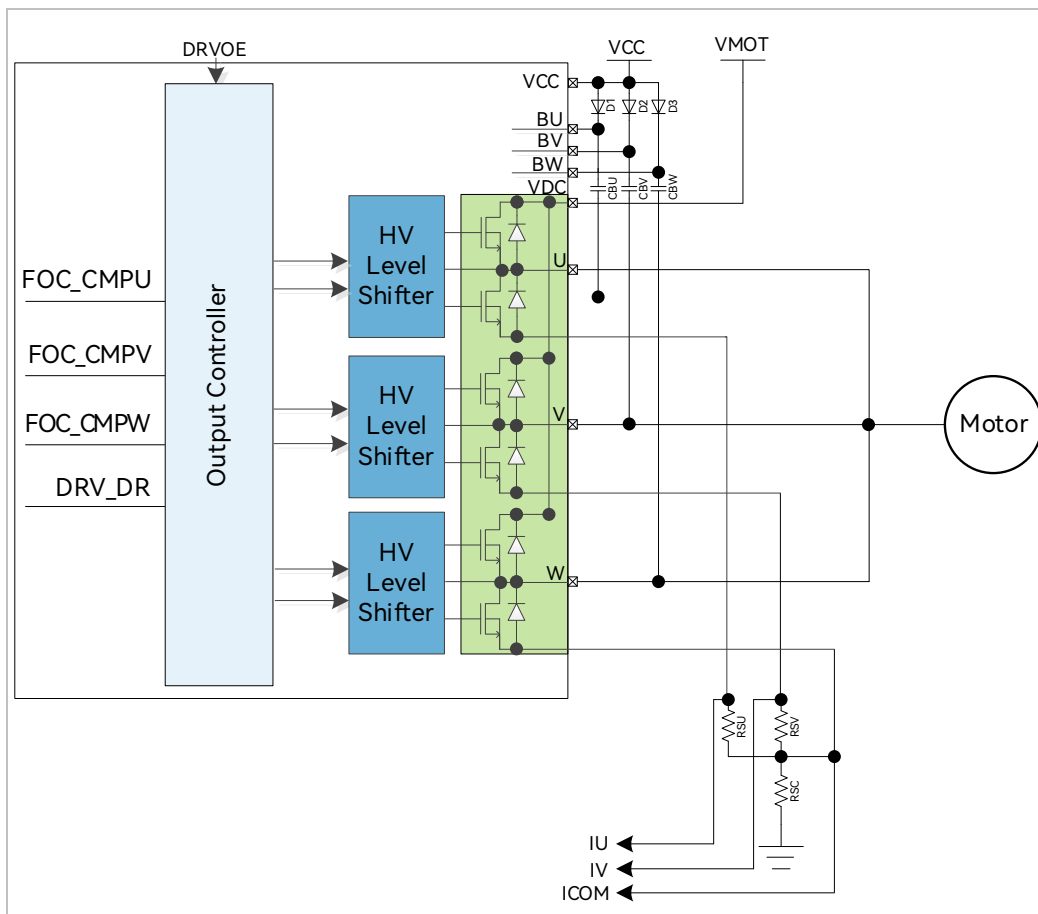 DRVOE
VCC
VMOT
VCC
D1
D2
D3
BU
BV
BW
VDC
CBU
CBV
CBW
HV
Level
Shifter
U
FOC_CMPU
Output Controller
FOC_CMPV
HV
Level
Shifter
V
Motor
FOC_CMPW
DRV_DR
HV
Level
Shifter
W
RSU
RSV
RSC
IU
IV
ICOM